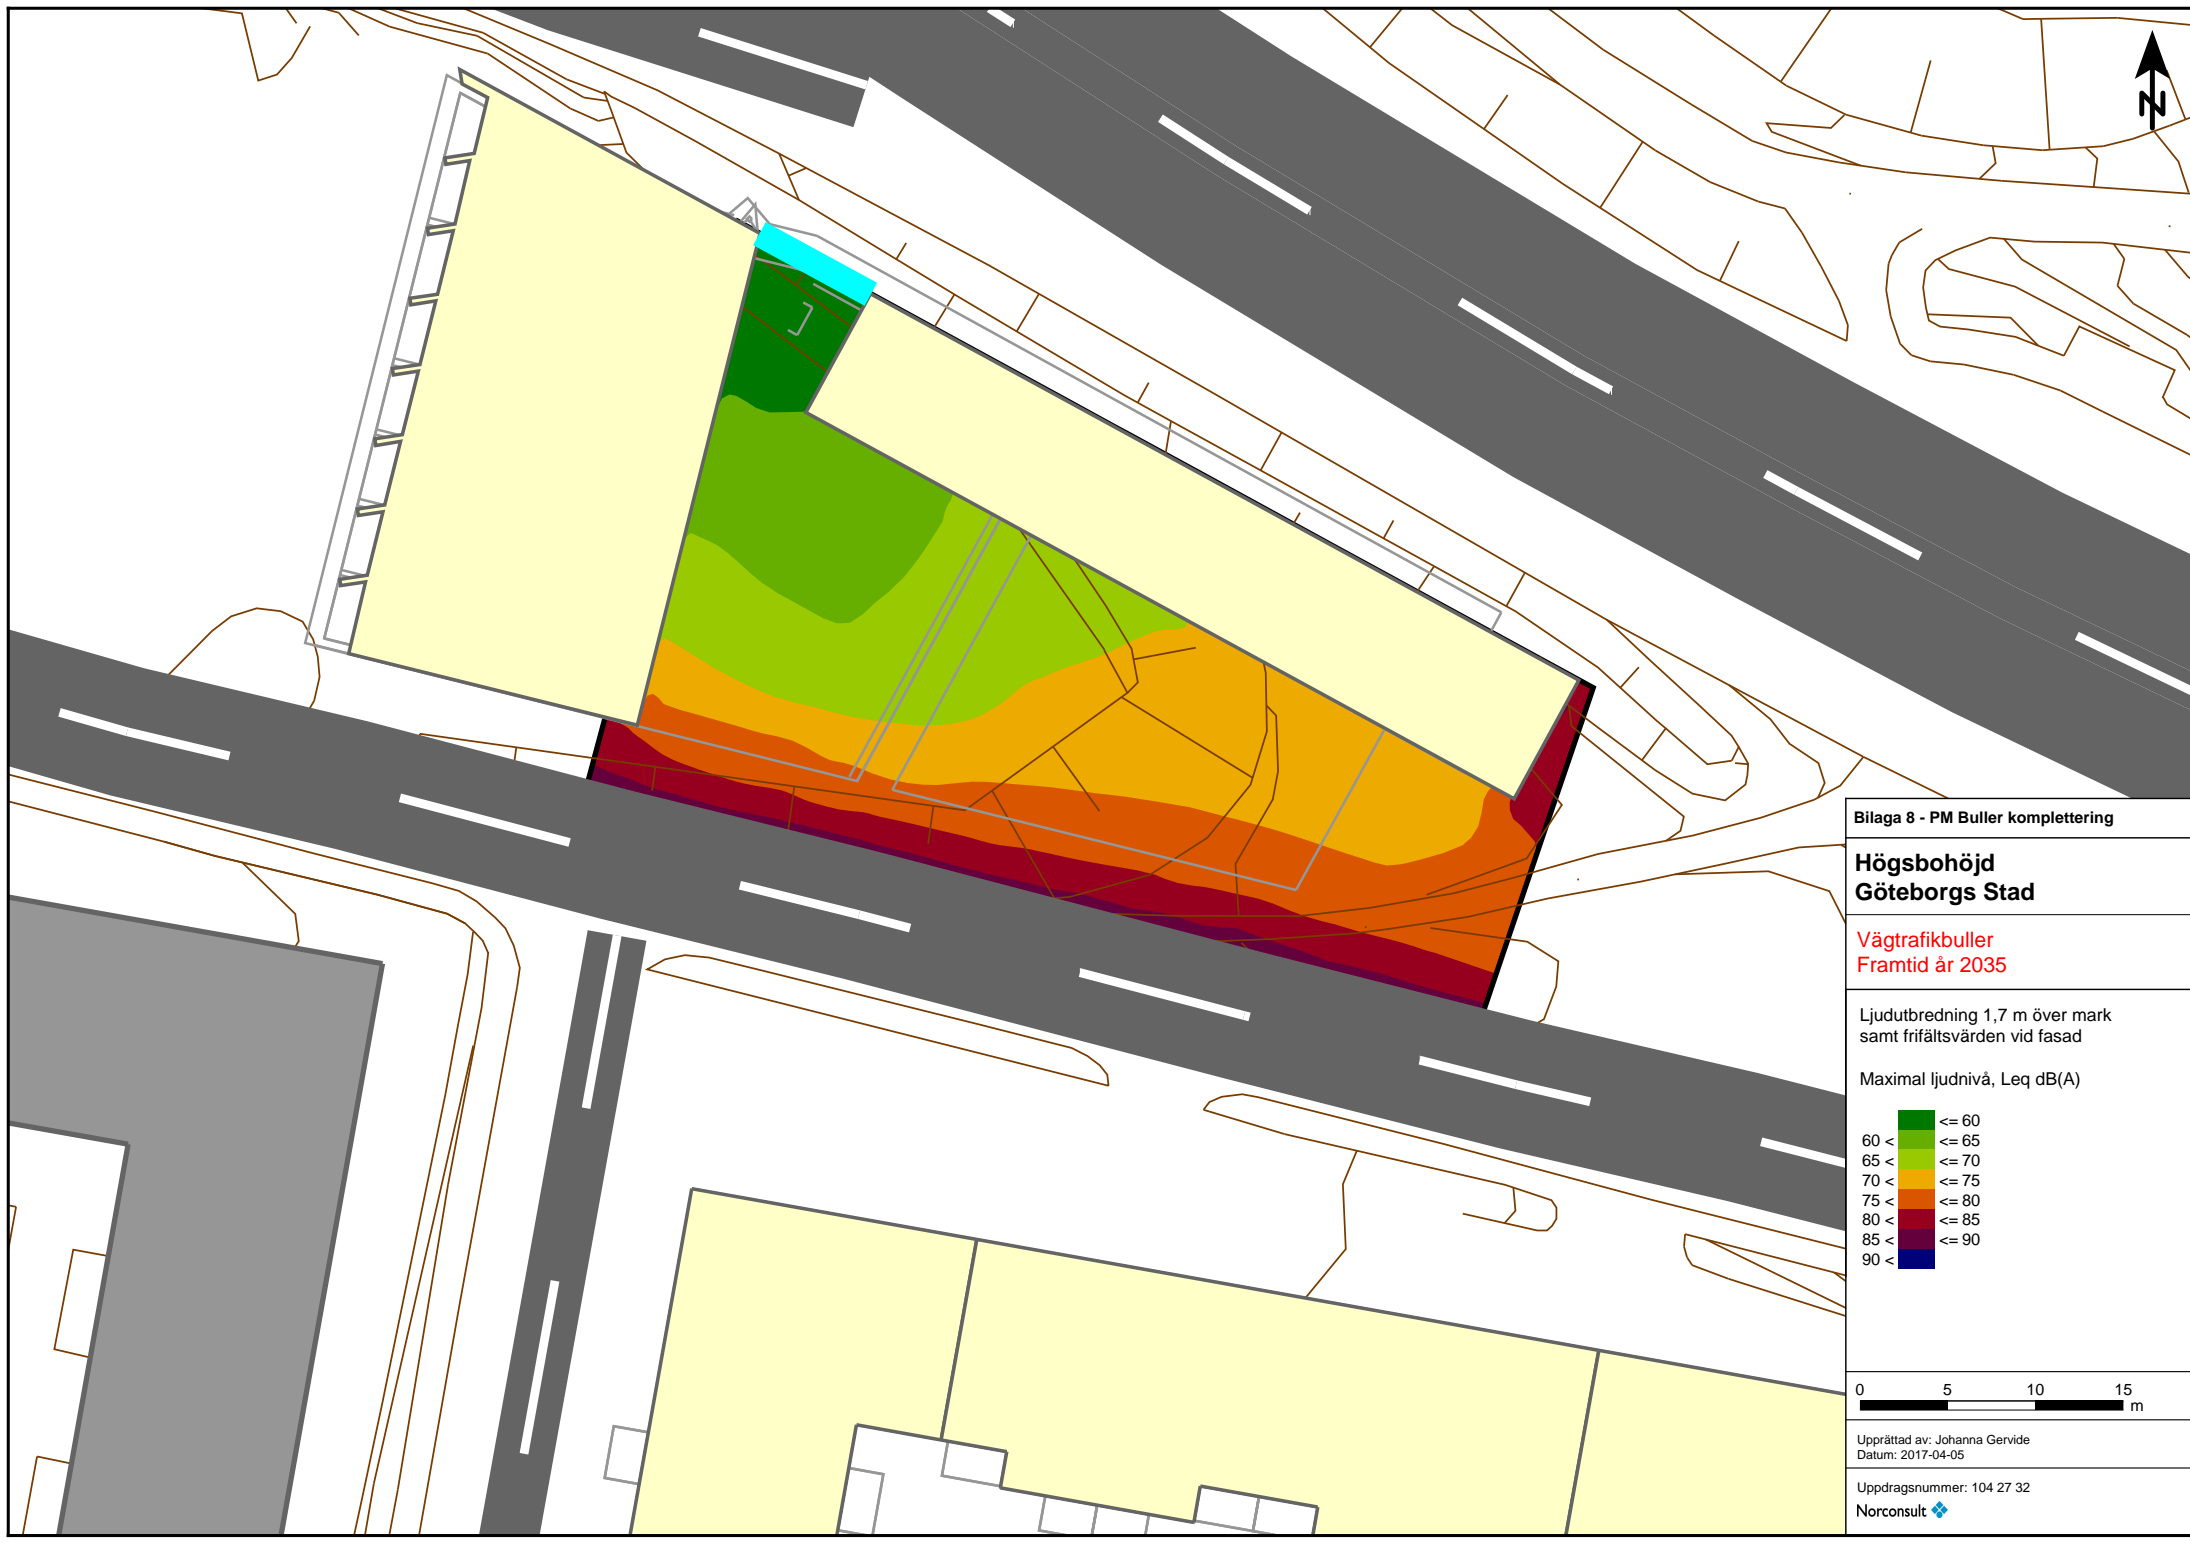 N
Bilaga 8 - PM Buller komplettering
Högsbohöjd
Göteborgs Stad
Vägtrafikbuller
Framtid år 2035
Ljudutbredning 1,7 m över mark
samt frifältsvärden vid fasad
Maximal ljudnivå, Leq dB(A)
<= 60
60 < <= 65
65 < <= 70
70 < <= 75
75 < <= 80
80 < <= 85
85 < <= 90
90 <
0 5 10 15
m
Upprättad av: Johanna Gervide
Datum: 2017-04-05
Uppdragsnummer: 104 27 32
Norconsult